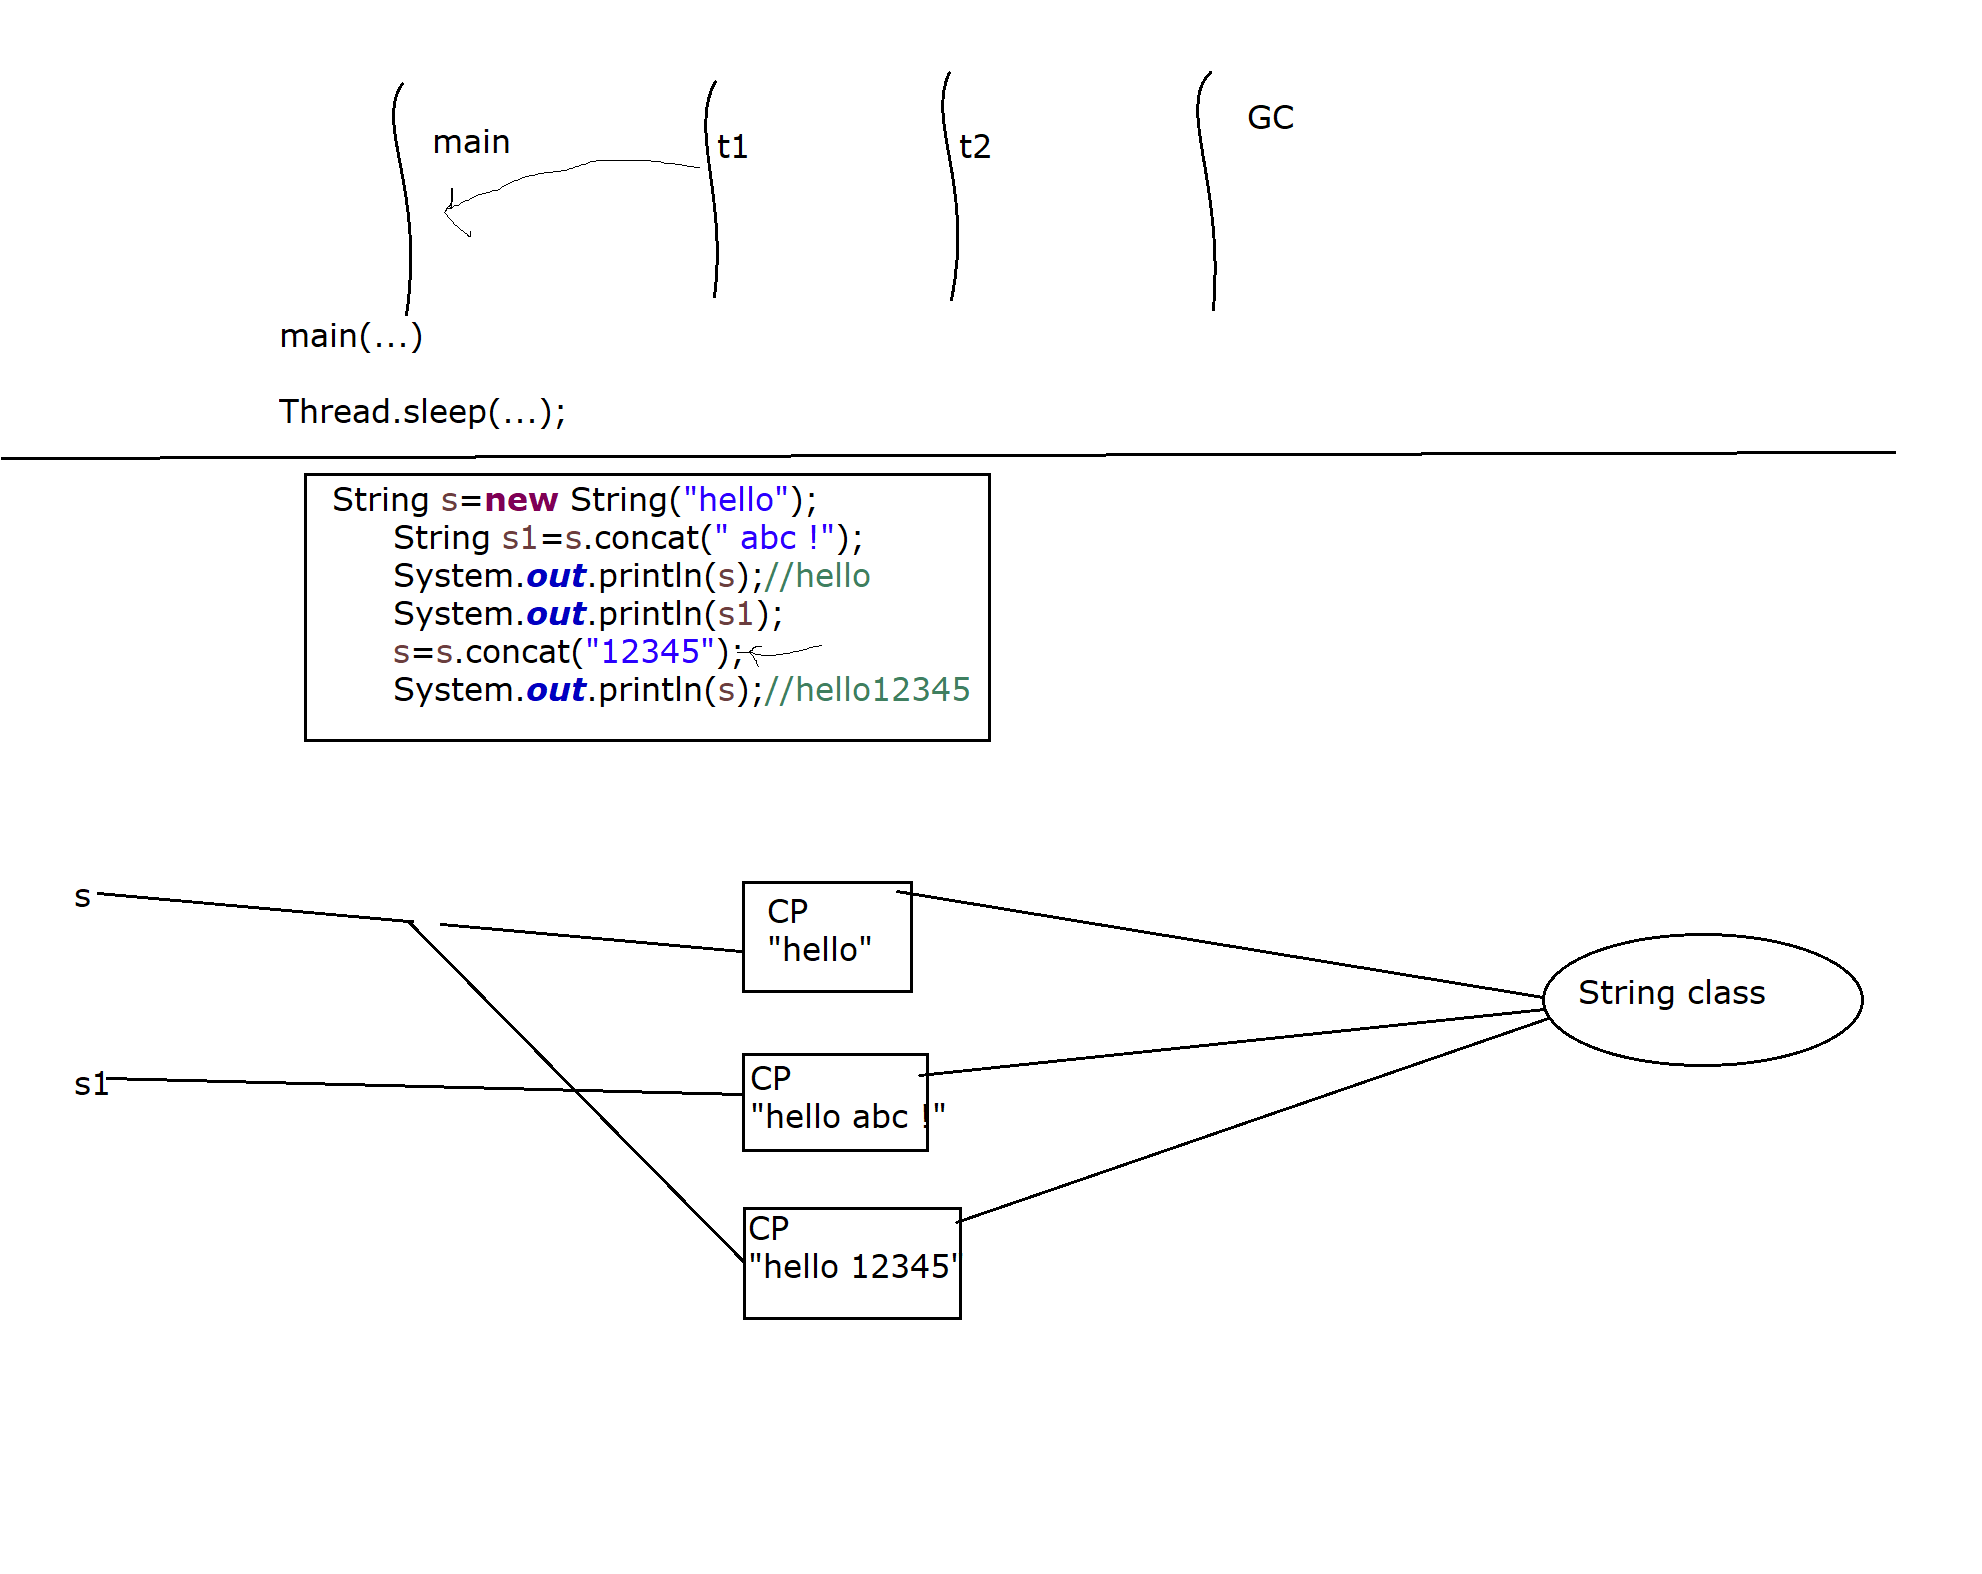 main
t1
t2
GC
main(...)
Thread.sleep(...);
String s=new String("hello");
String s1=s.concat(" abc !");
System.out.println(s);//hello
System.out.println(s1);
s=s.concat("12345");
System.out.println(s);//hello12345
s
CP
"hello"
String class
s1
CP
"hello abc !"
CP
"hello 12345"